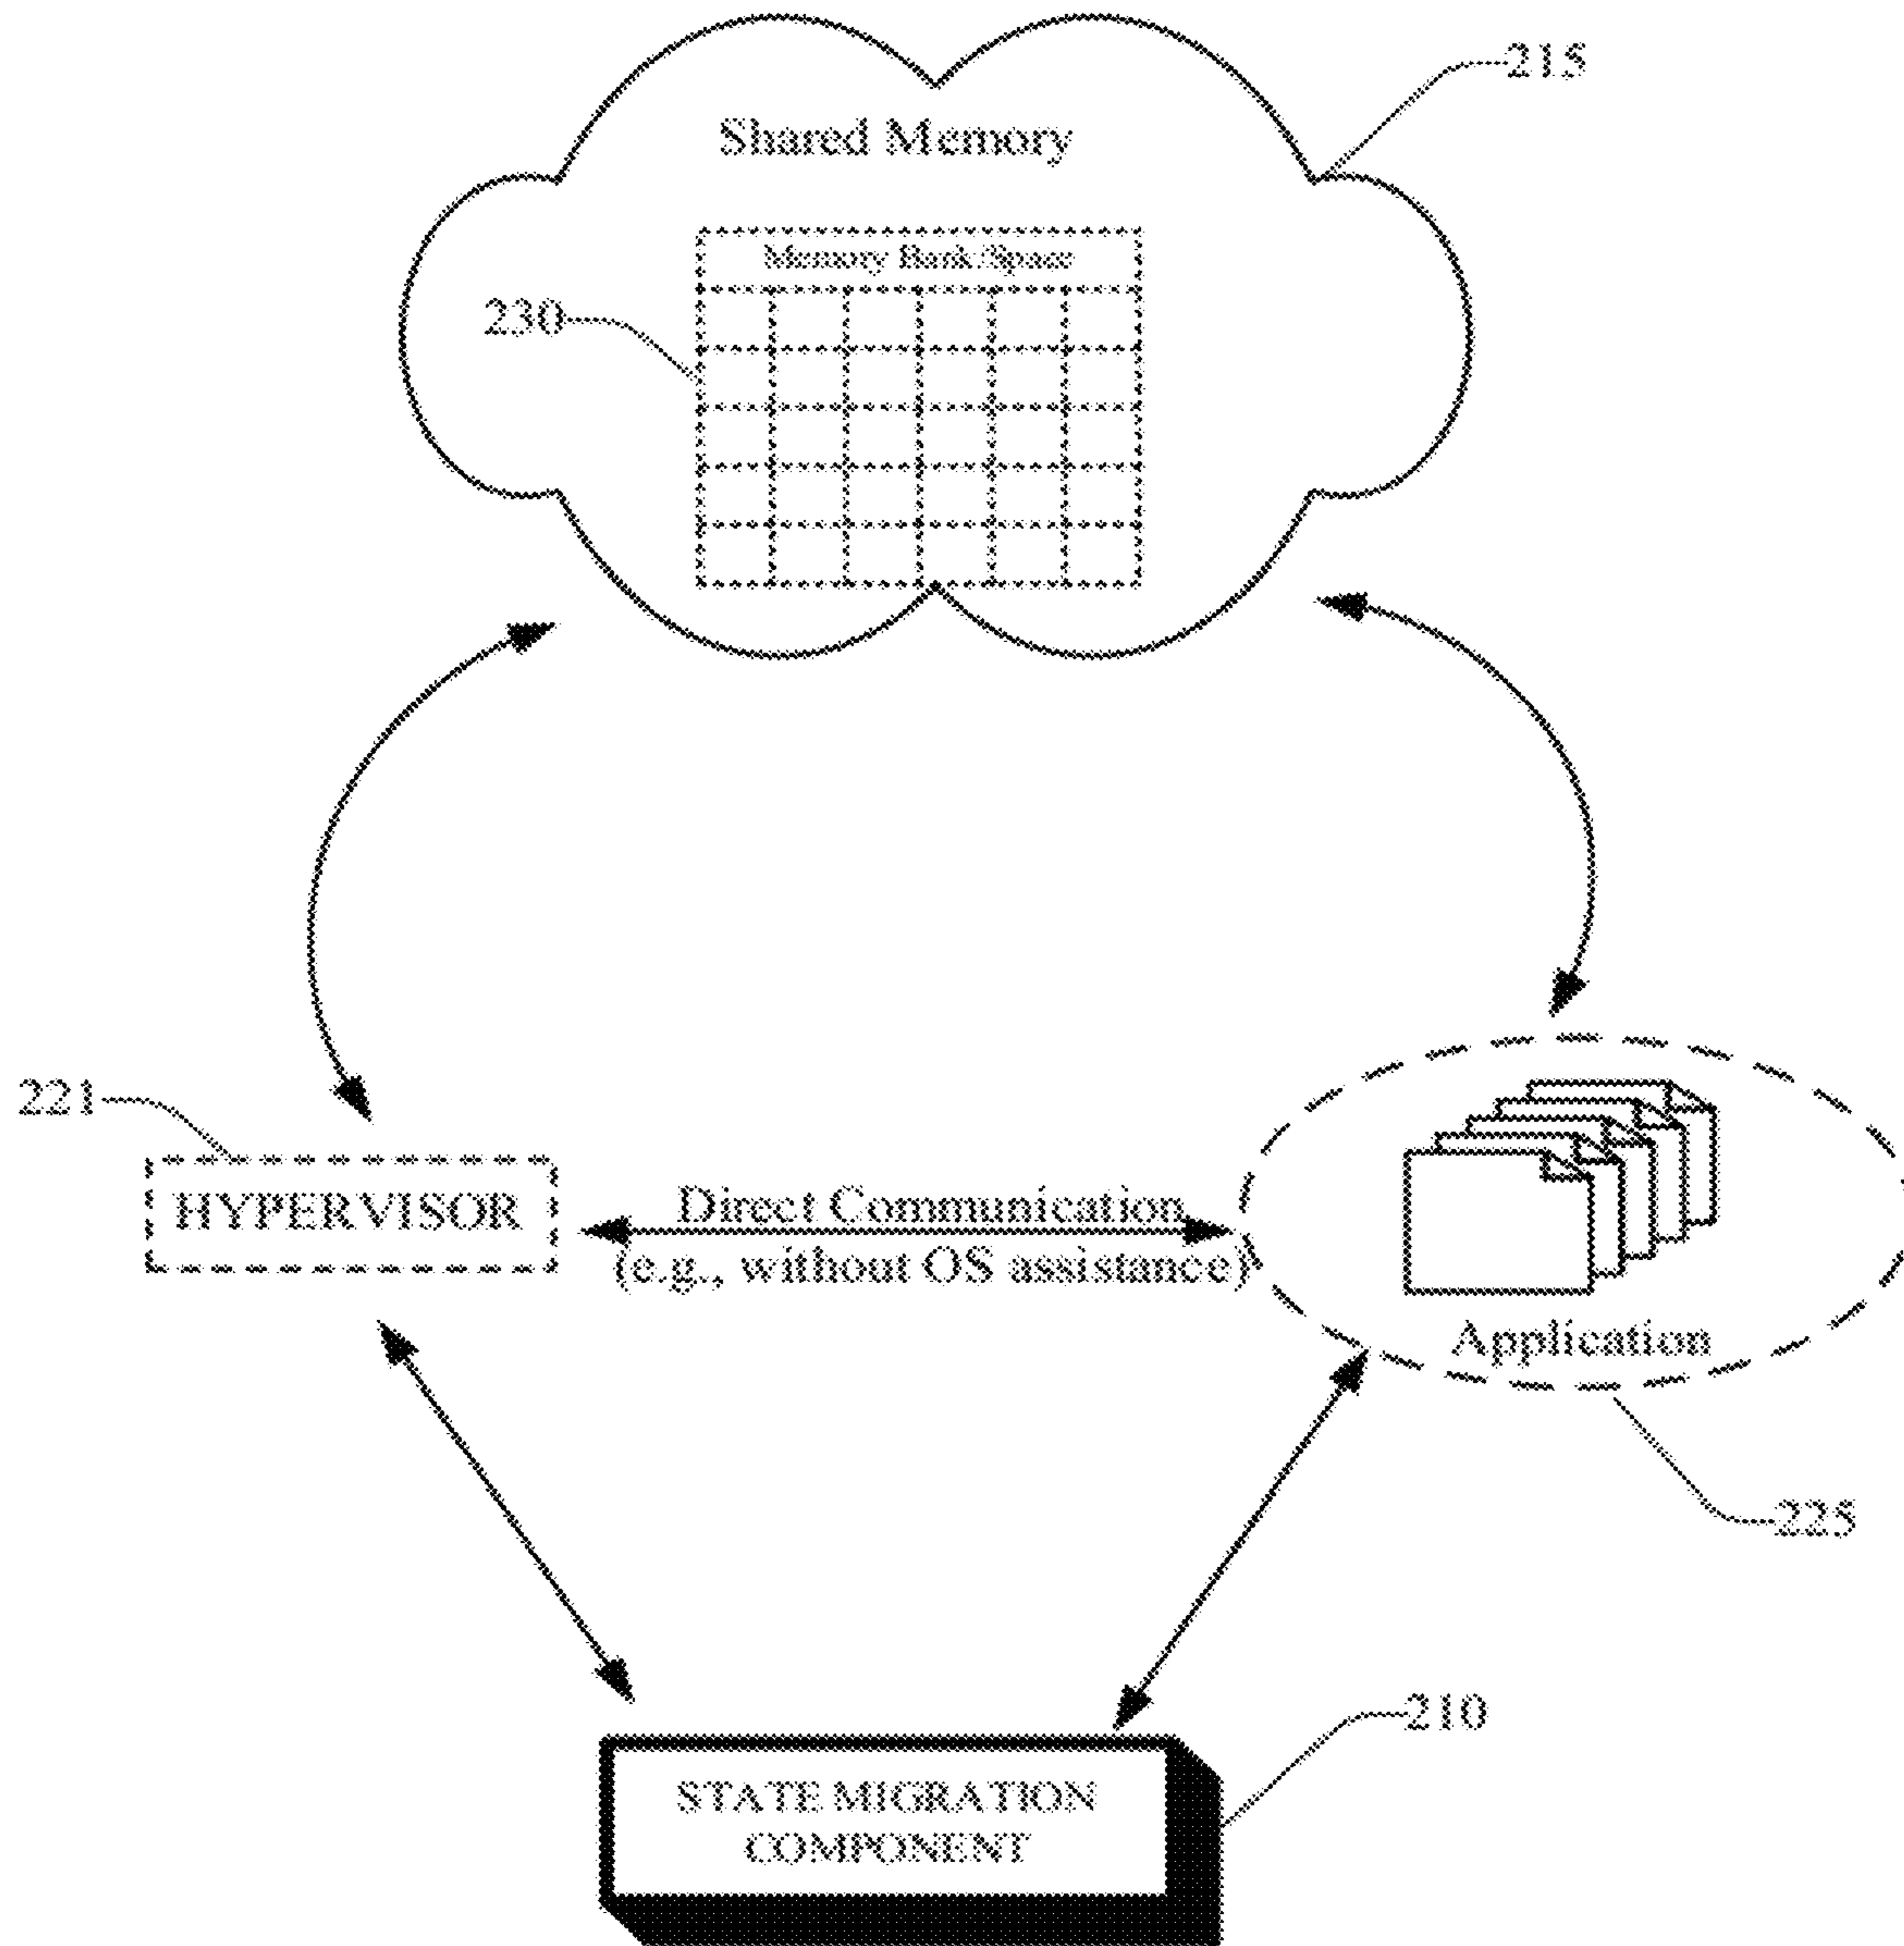 215
Shared Memory
Memory Bank/Space
230
221
HYPERVISOR
Direct Communication
(e.g., without OS assistance)
Application
225
210
STATE MIGRATION
COMPONENT